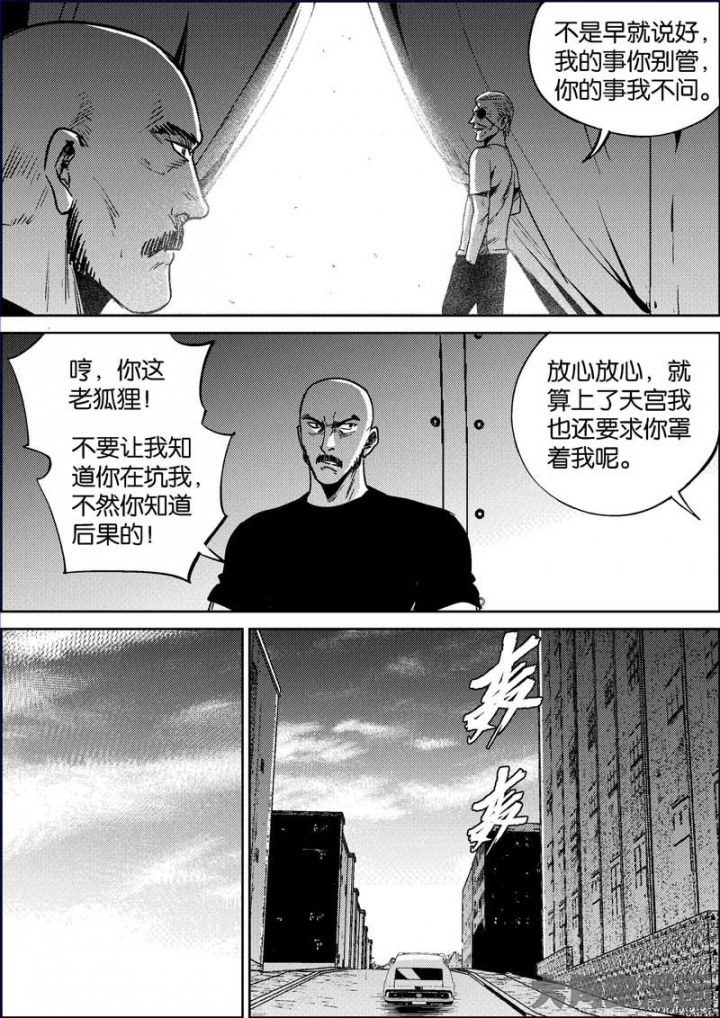 不是早就说好，
我的事你别管，
你的事我不问。
哼，你这
老狐狸！
不要让我知
道你在坑我，
不然你知道
后果的！
放心放心，就
算上了天宫我
也还要求你罩
着我呢。
轰
轰